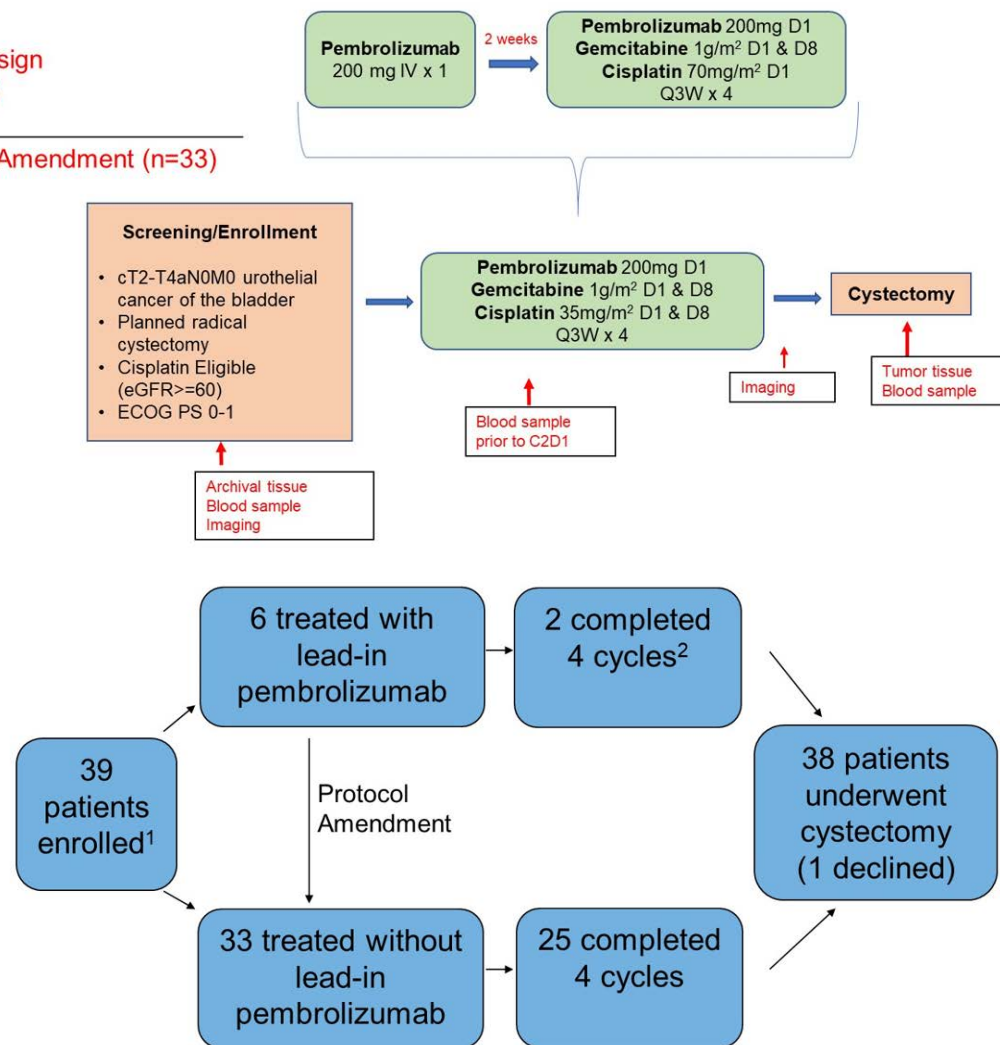 Pembrolizumab
200 mg IV x 1
2 weeks
Pembrolizumab 200mg D1
Gemcitabine 1g/m² D1 & D8
Cisplatin 70mg/m² D1
Q3W x 4
Amendment (n=33)
Screening/Enrollment
• cT2-T4aN0M0 urothelial
cancer of the bladder
• Planned radical
cystectomy
• Cisplatin Eligible
(eGFR>=60)
• ECOG PS 0-1
Pembrolizumab 200mg D1
Gemcitabine 1g/m² D1 & D8
Cisplatin 35mg/m² D1 & D8
Q3W x 4
Cystectomy
Archival tissue
Blood sample
Imaging
Blood sample
prior to C2D1
Imaging
Tumor tissue
Blood sample
39
patients
enrolled¹
6 treated with
lead-in
pembrolizumab
2 completed
4 cycles²
Protocol
Amendment
33 treated without
lead-in
pembrolizumab
25 completed
4 cycles
38 patients
underwent
cystectomy
(1 declined)